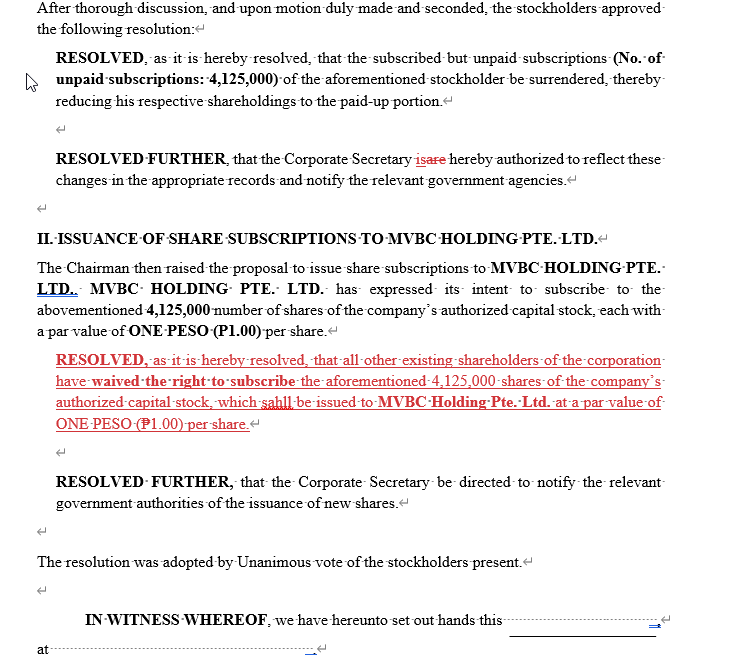 After thorough discussion, and upon motion duly made and seconded, the stockholders approved
the following resolution:
RESOLVED, as it is hereby resolved, that the subscribed but unpaid subscriptions (No. of
unpaid subscriptions: 4,125,000) of the aforementioned stockholder be surrendered, thereby
reducing his respective shareholdings to the paid-up portion.
RESOLVED FURTHER, that the Corporate Secretary isare hereby authorized to reflect these
changes in the appropriate records and notify the relevant government agencies.
II. ISSUANCE OF SHARE SUBSCRIPTIONS TO MVBC HOLDING PTE. LTD.
The Chairman then raised the proposal to issue share subscriptions to MVBC HOLDING PTE.
LTD.. MVBC HOLDING PTE. LTD. has expressed its intent to subscribe to the
abovementioned 4,125,000 number of shares of the company's authorized capital stock, each with
a par value of ONE PESO (P1.00) per share.
RESOLVED, as it is hereby resolved, that all other existing shareholders of the corporation
have waived the right to subscribe the aforementioned 4,125,000 shares of the company's
authorized capital stock, which sahll be issued to MVBC Holding Pte. Ltd. at a par value of
ONE PESO (₱1.00) per share.
RESOLVED FURTHER, that the Corporate Secretary be directed to notify the relevant
government authorities of the issuance of new shares.
The resolution was adopted by Unanimous vote of the stockholders present.
IN WITNESS WHEREOF, we have hereunto set out hands this
at